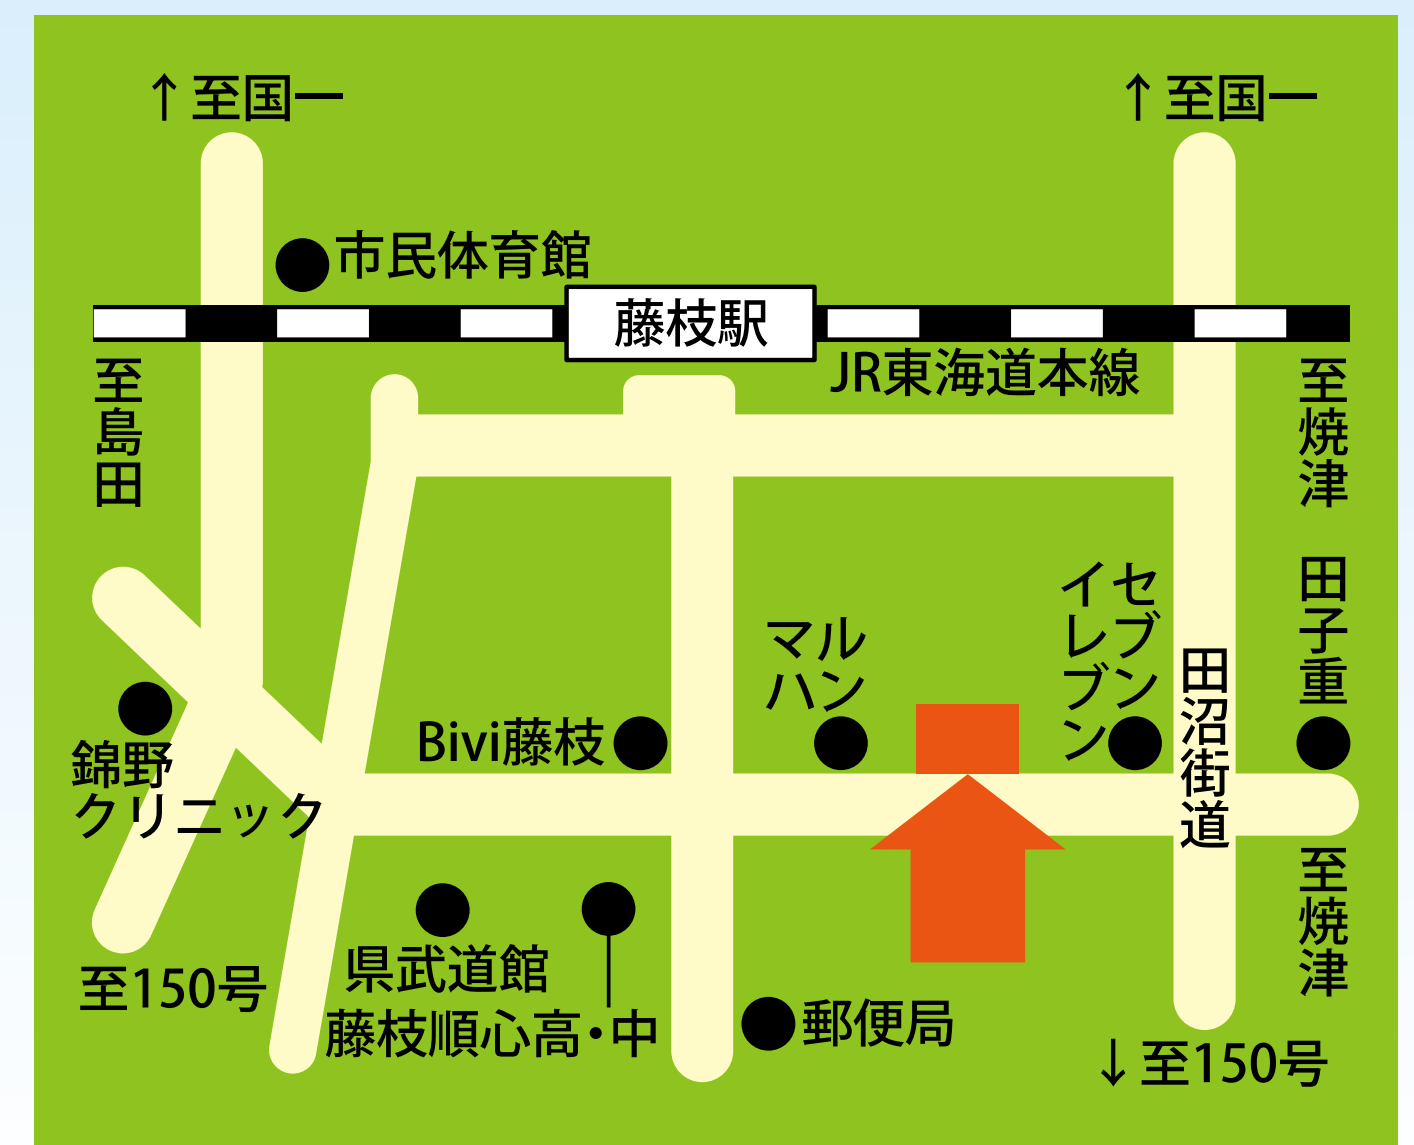 ↑至国一
↑至国一
市民体育館
藤枝駅
JR東海道本線
至島田
至焼津
田子重
セブン
イレブン
マル
ハン
田沼街道
Bivi藤枝
錦野
クリニック
至焼津
県武道館
至150号
藤枝順心高・中
郵便局
↓至150号